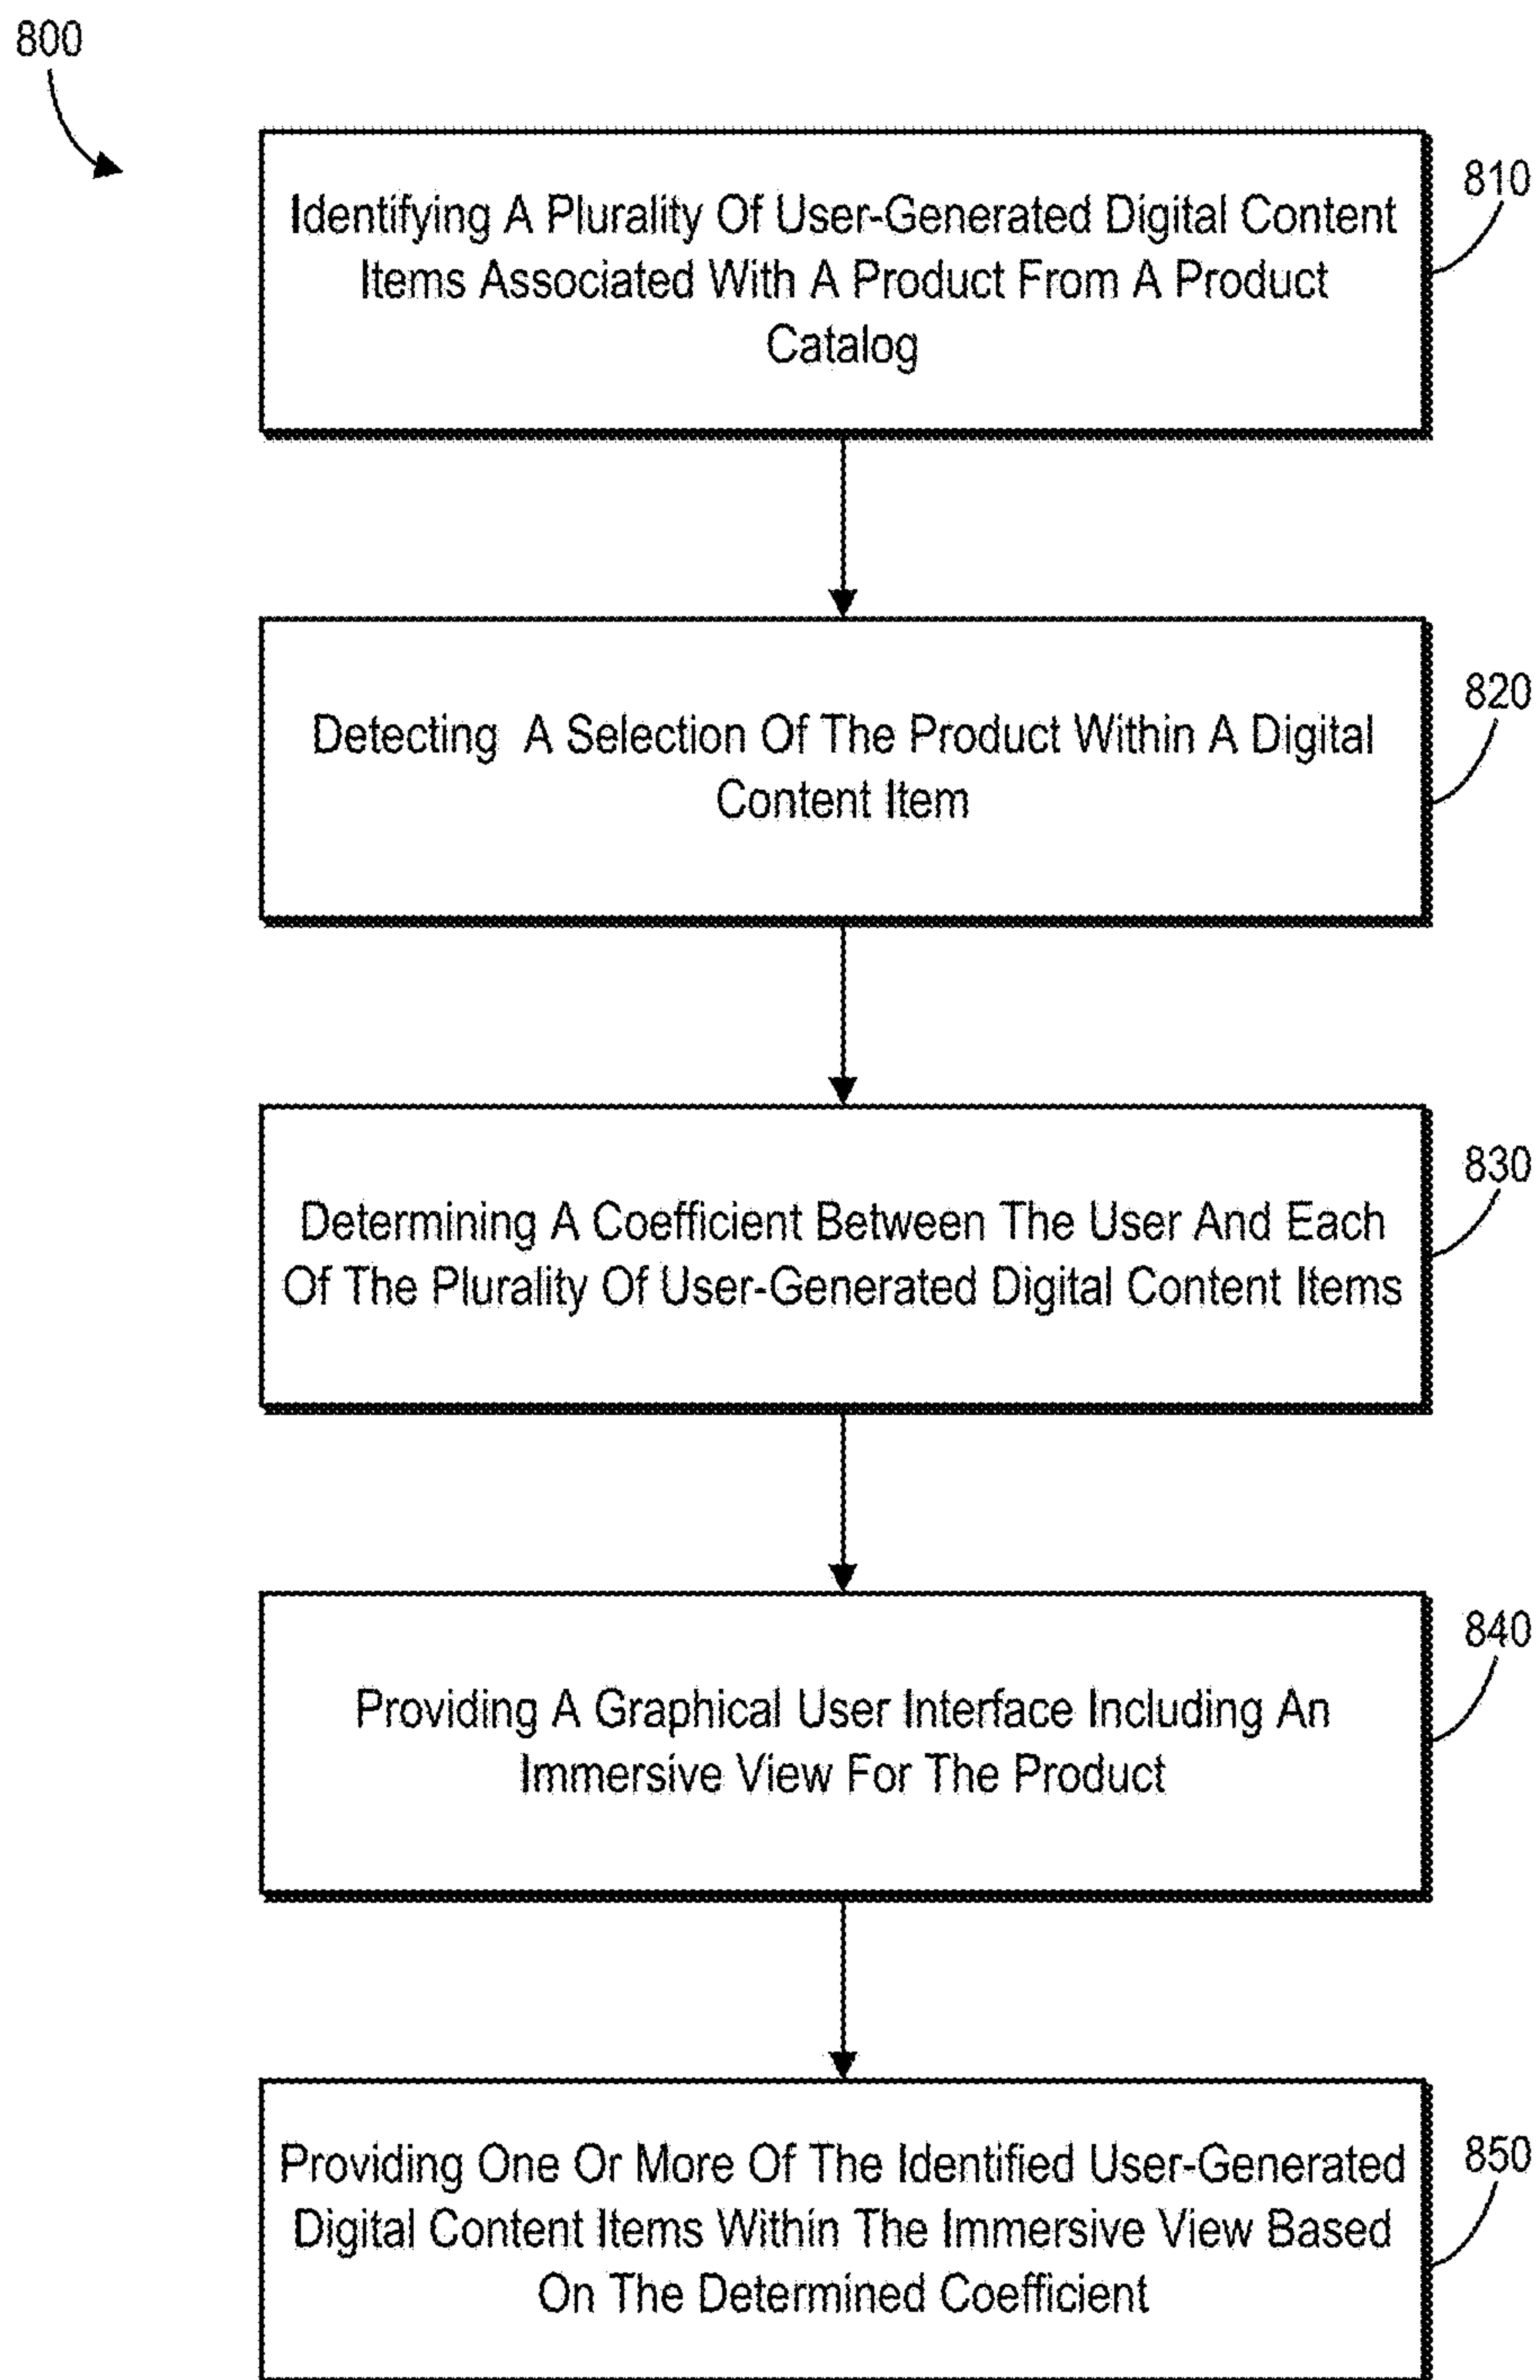 800
Identifying A Plurality Of User-Generated Digital Content
Items Associated With A Product From A Product
Catalog
810
Detecting A Selection Of The Product Within A Digital
Content Item
820
Determining A Coefficient Between The User And Each
Of The Plurality Of User-Generated Digital Content Items
830
Providing A Graphical User Interface Including An
Immersive View For The Product
840
Providing One Or More Of The Identified User-Generated
Digital Content Items Within The Immersive View Based
On The Determined Coefficient
850